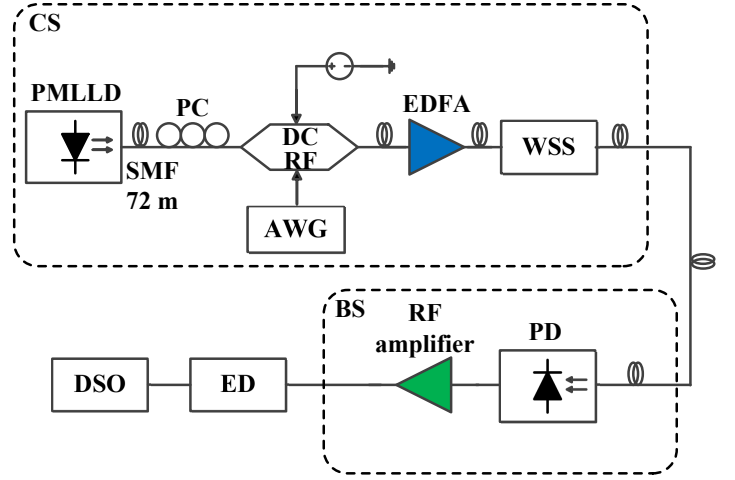 CS
PMLLD
PC
SMF
72 m
DC
RF
AWG
EDFA
WSS
BS
RF
amplifier
PD
DSO
ED